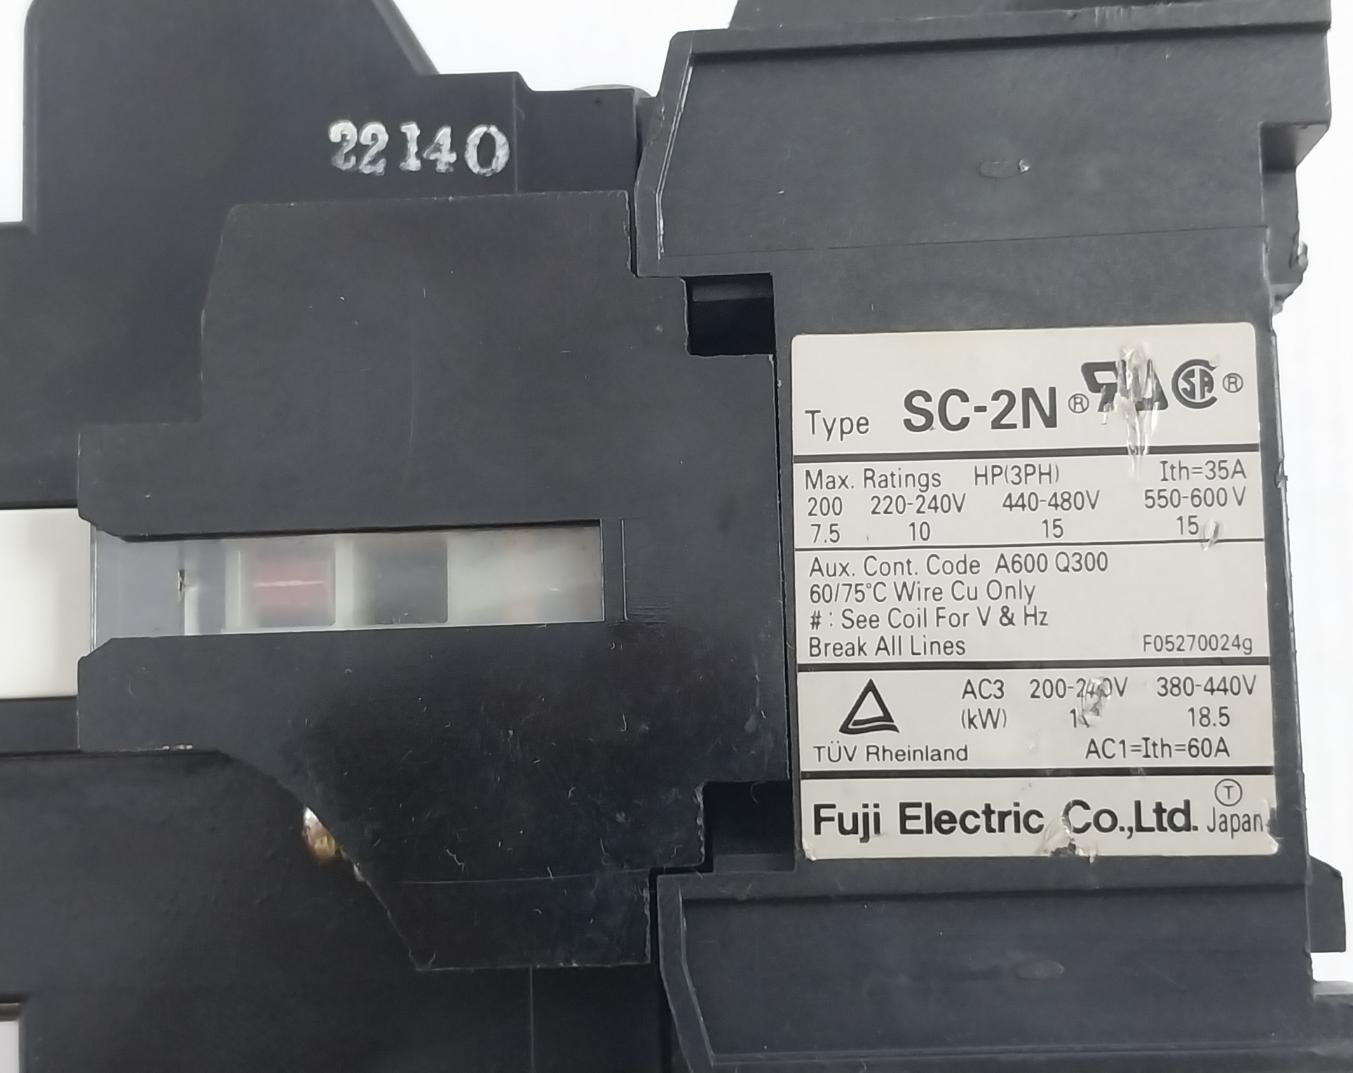 22140
Type SC-2N ®
®
Max. Ratings HP(3PH) Ith=35A
200 220-240V 440-480V 550-600V
7.5 10 15 15
Aux. Cont. Code A600 Q300
60/75°C Wire Cu Only
# : See Coil For V & Hz
Break All Lines F05270024g
AC3 200-240V 380-440V
(kW) 18.5
TÜV Rheinland AC1=Ith=60A
Fuji Electric Co.,Ltd. Ⓣ Japan